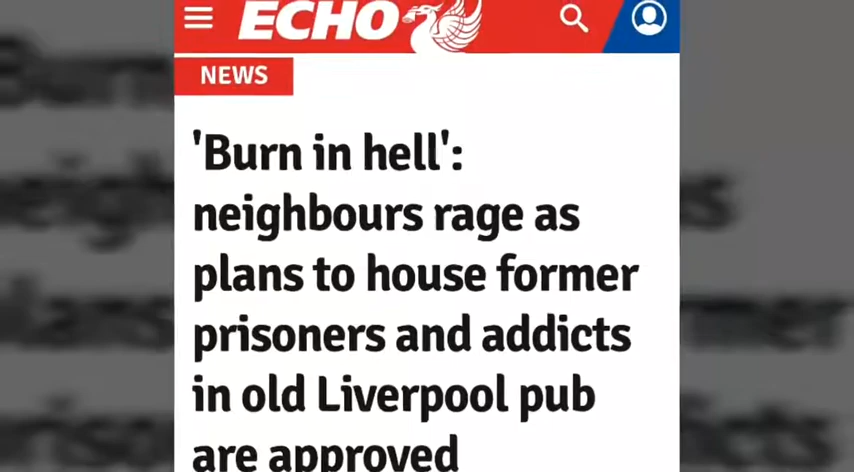 ECHO
NEWS
'Burn in hell':
neighbours rage as
plans to house former
prisoners and addicts
in old Liverpool pub
are approved